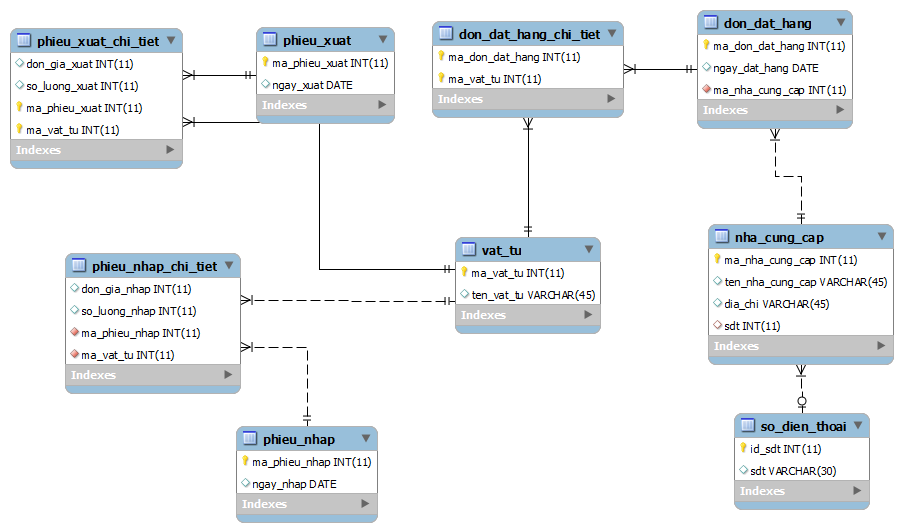 phieu_xuat_chi_tiet
don_gia_xuat INT(11)
so_luong_xuat INT(11)
ma_phieu_xuat INT(11)
ma_vat_tu INT(11)
Indexes
phieu_xuat
ma_phieu_xuat INT(11)
ngay_xuat DATE
Indexes
don_dat_hang_chi_tiet
ma_don_dat_hang INT(11)
ma_vat_tu INT(11)
Indexes
don_dat_hang
ma_don_dat_hang INT(11)
ngay_dat_hang DATE
ma_nha_cung_cap INT(11)
Indexes
phieu_nhap_chi_tiet
don_gia_nhap INT(11)
so_luong_nhap INT(11)
ma_phieu_nhap INT(11)
ma_vat_tu INT(11)
Indexes
vat_tu
ma_vat_tu INT(11)
ten_vat_tu VARCHAR(45)
Indexes
nha_cung_cap
ma_nha_cung_cap INT(11)
ten_nha_cung_cap VARCHAR(45)
dia_chi VARCHAR(45)
sdt INT(11)
Indexes
phieu_nhap
ma_phieu_nhap INT(11)
ngay_nhap DATE
Indexes
so_dien_thoai
id_sdt INT(11)
sdt VARCHAR(30)
Indexes